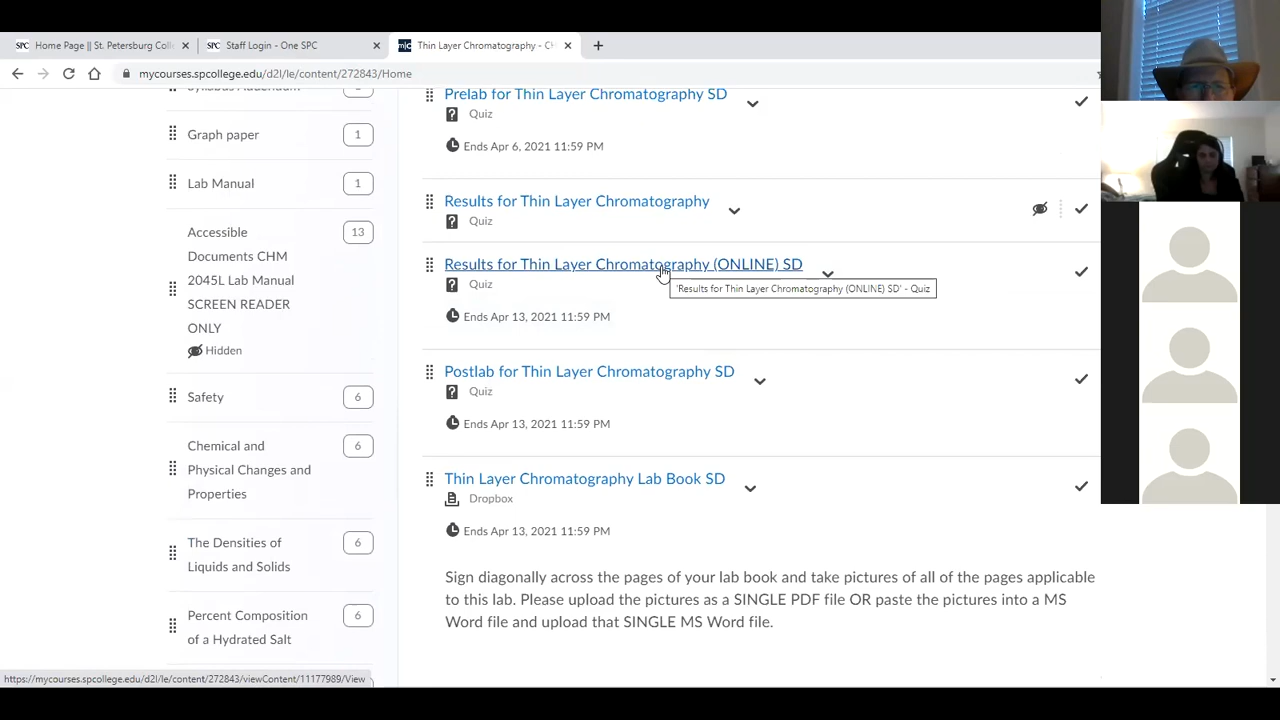 Home Page || St. Petersburg Coll
Staff Login - One SPC
Thin Layer Chromatography - CH
mycourses.spcollege.edu/d2l/le/content/272843/Home
Syllabus Addendum
Graph paper 1
Lab Manual 1
Accessible 13
Documents CHM
2045L Lab Manual
SCREEN READER
ONLY
Hidden
Safety 6
Chemical and 6
Physical Changes and
Properties
The Densities of 6
Liquids and Solids
Percent Composition 6
of a Hydrated Salt
Prelab for Thin Layer Chromatography SD
Quiz
Ends Apr 6, 2021 11:59 PM
Results for Thin Layer Chromatography
Quiz
Results for Thin Layer Chromatography (ONLINE) SD
Quiz
'Results for Thin Layer Chromatography (ONLINE) SD' - Quiz
Ends Apr 13, 2021 11:59 PM
Postlab for Thin Layer Chromatography SD
Quiz
Ends Apr 13, 2021 11:59 PM
Thin Layer Chromatography Lab Book SD
Dropbox
Ends Apr 13, 2021 11:59 PM
Sign diagonally across the pages of your lab book and take pictures of all of the pages applicable
to this lab. Please upload the pictures as a SINGLE PDF file OR paste the pictures into a MS
Word file and upload that SINGLE MS Word file.
https://mycourses.spcollege.edu/d2l/le/content/272843/viewContent/11177989/View